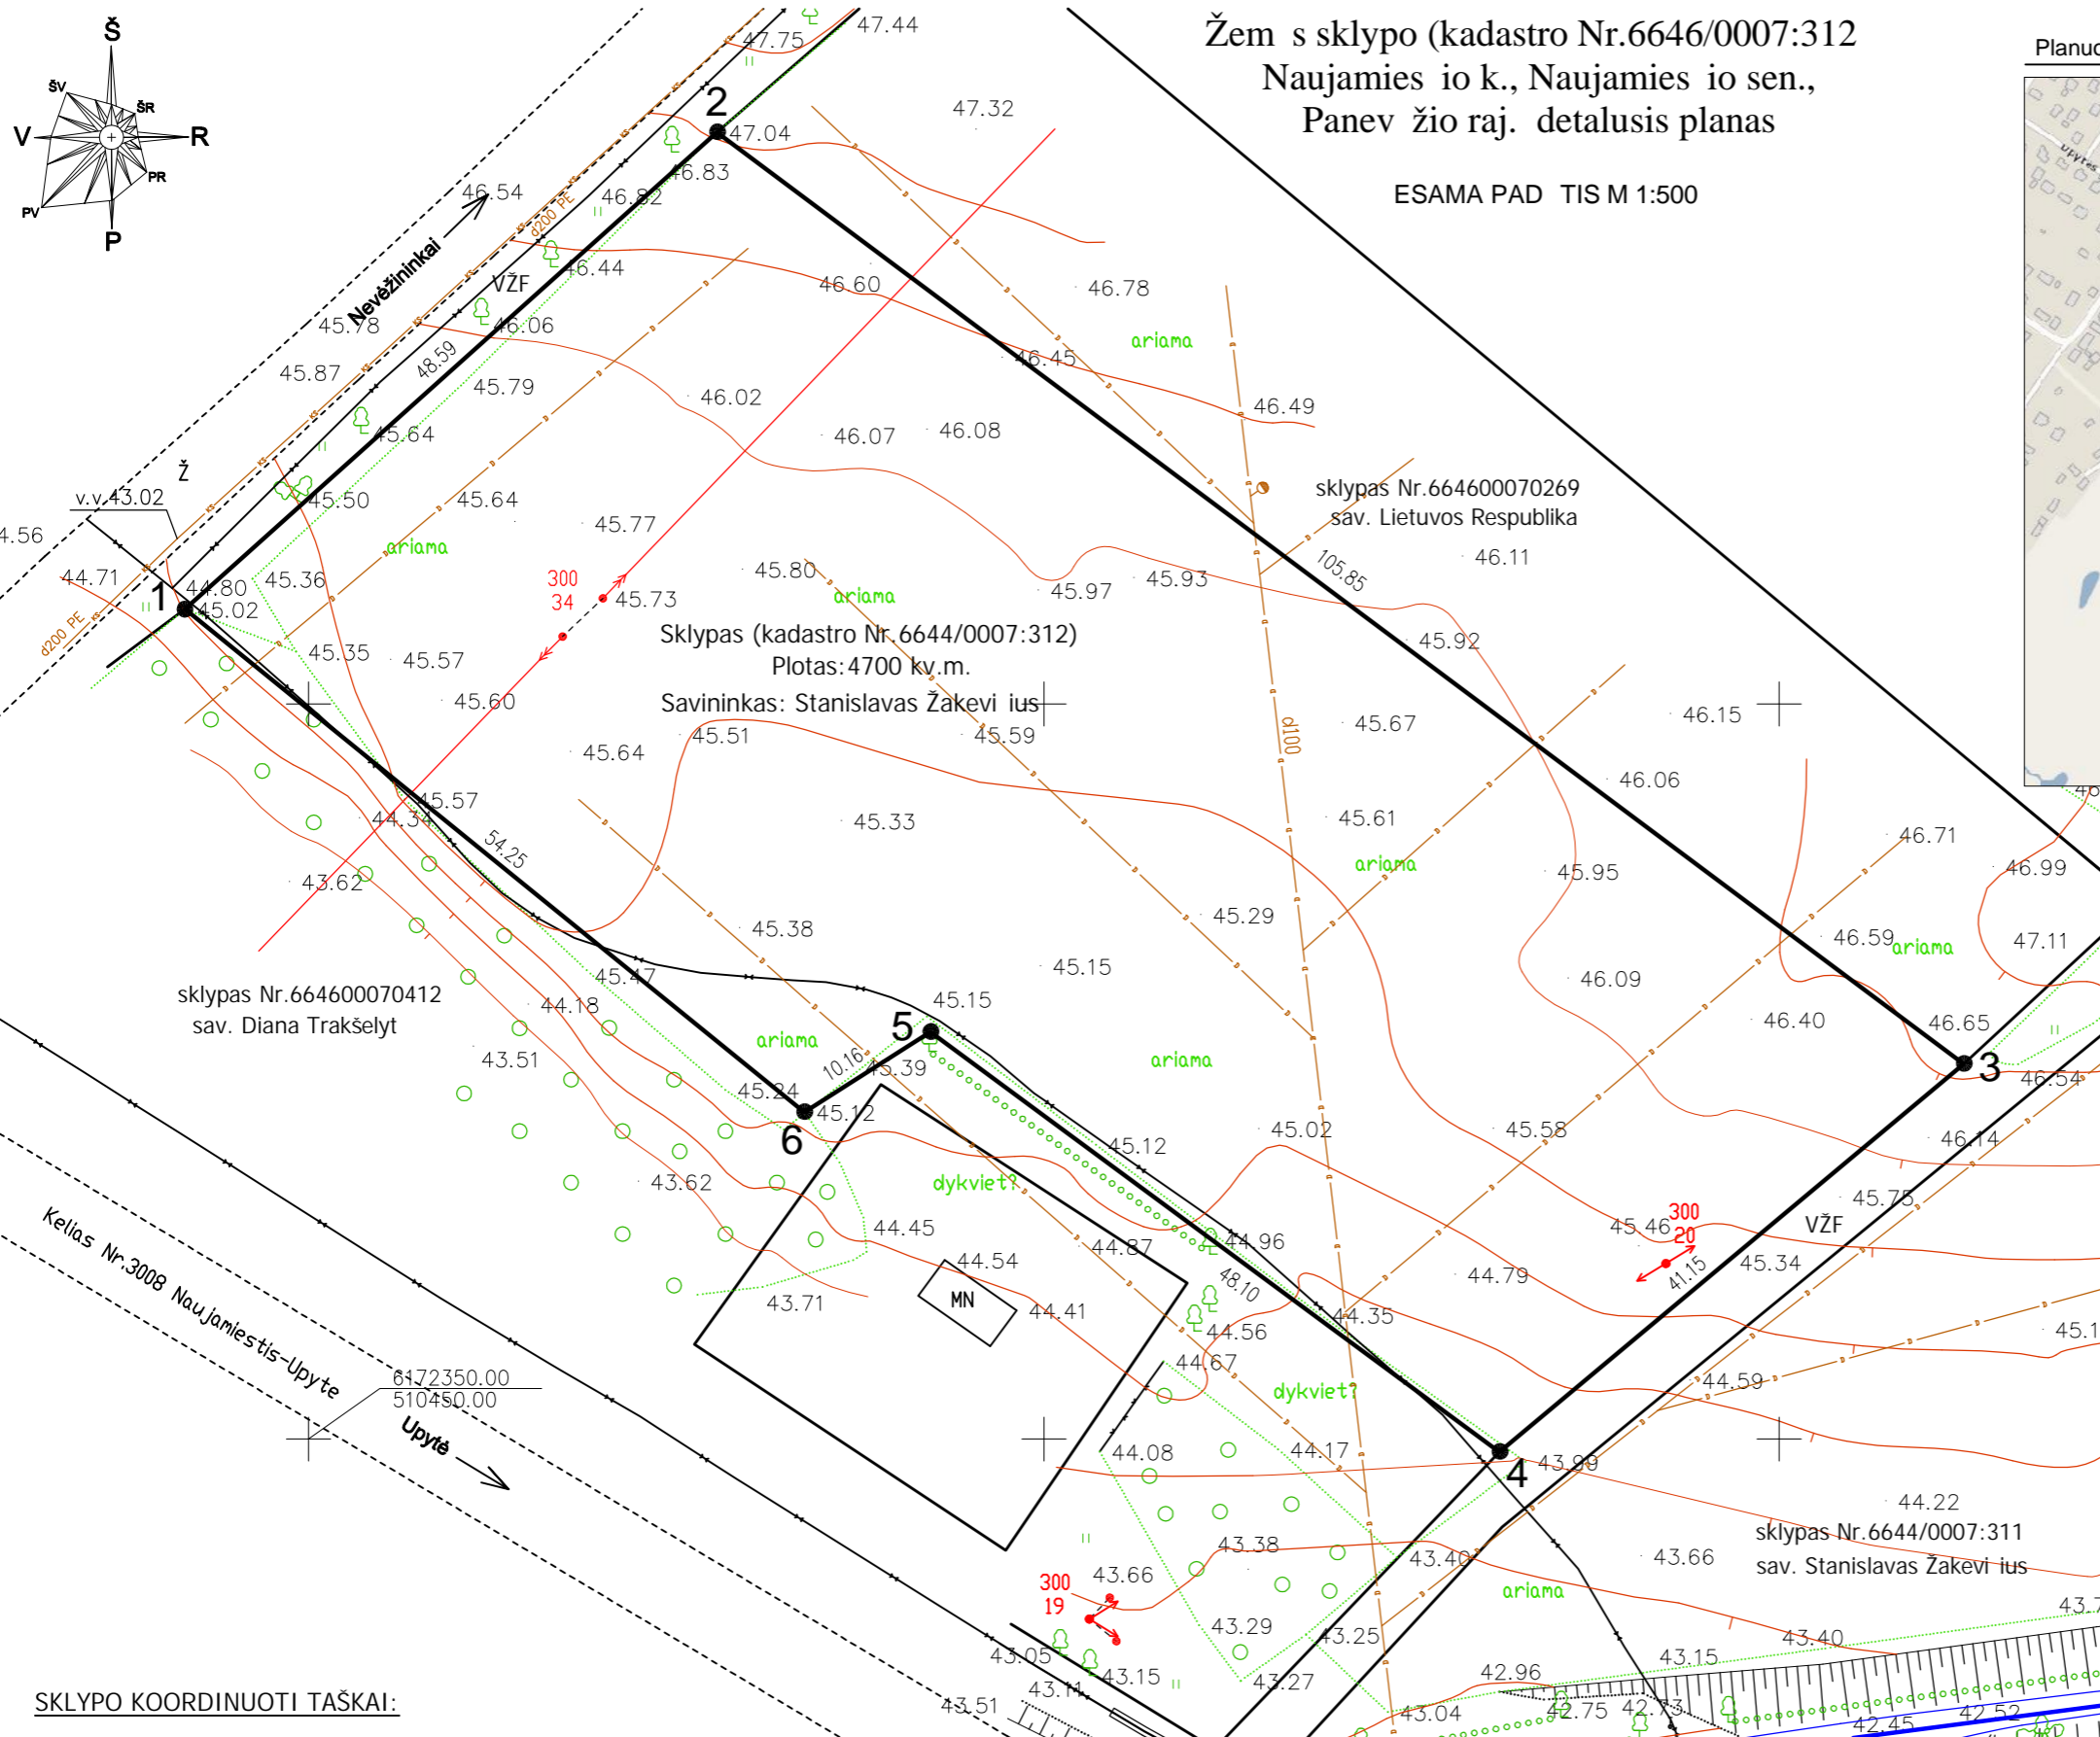 Žem s sklypo (kadastro Nr.6646/0007:312
Naujamies io k., Naujamies io sen.,
Panev žio raj. detalusis planas
ESAMA PAD TIS M 1:500
Planuo
Š
ŠV
ŠR
V
R
PV
PR
P
47.75
47.44
2
47.04
47.32
46.83
46.54
46.82
d200 PE
Nevėžininkai
VŽF
46.44
46.60
46.78
45.78
46.06
48.59
45.87
45.79
46.45
ariama
46.02
46.49
45.64
46.07
46.08
Ž
v.v.43.02
45.50
45.64
45.77
sklypas Nr.664600070269
sav. Lietuvos Respublika
4.56
ariama
105.85
46.11
44.71
1
44.80
45.02
45.36
300
34
45.73
45.80
ariama
45.97
45.93
d200 PE
45.35
45.57
45.92
Sklypas (kadastro Nr.6644/0007:312)
Plotas:4700 kv.m.
Savininkas: Stanislavas Žakevi ius
45.60
45.64
45.51
45.59
d100
45.67
46.15
46.06
45.57
44.34
54.25
45.33
45.61
46.71
ariama
43.62
45.95
46.99
45.38
45.29
46.59
ariama
47.11
45.47
45.15
46.09
sklypas Nr.664600070412
sav. Diana Trakšelyt
44.18
45.15
5
46.40
46.65
3
43.51
ariama
10.16
45.39
ariama
46.54
45.24
45.12
6
45.12
45.02
45.58
46.14
43.62
dykviet?
45.75
VŽF
300
20
45.46
Kelias Nr.3008 Naujamiestis-Upyte
44.45
44.87
44.96
41.15
45.34
44.54
48.10
44.79
43.71
MN
44.41
44.35
44.56
45.1
6172350.00
510450.00
44.67
dykviet?
44.59
Upytė
44.08
44.17
4
43.99
44.22
sklypas Nr.6644/0007:311
sav. Stanislavas Žakevi ius
43.38
43.40
43.66
300
19
43.66
ariama
43.29
43.25
43.7
43.40
43.05
43.15
43.27
42.96
43.15
43.11
43.51
43.04
42.75
42.73
42.45
42.52
SKLYPO KOORDINUOTI TAŠKAI: